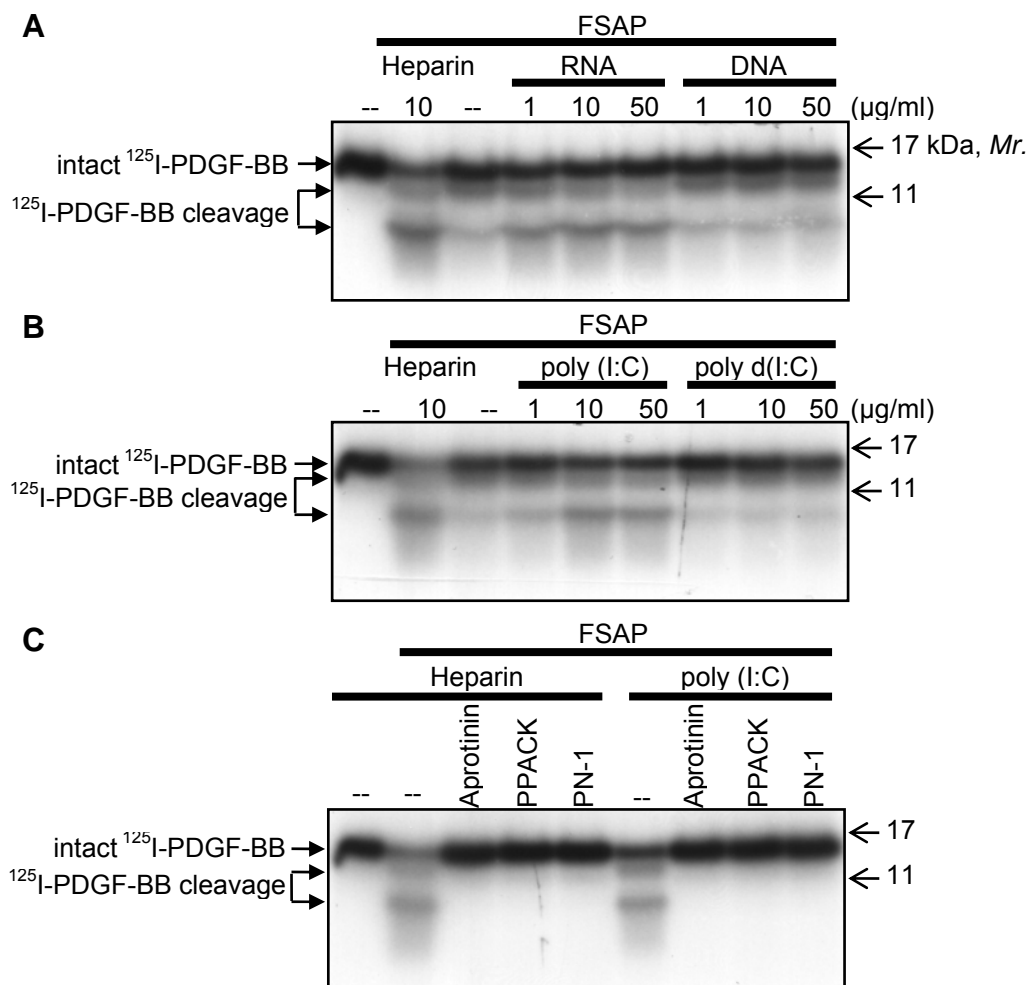 A
FSAP
Heparin RNA DNA
-- 10 -- 1 10 50 1 10 50 (µg/ml)
17 kDa, Mr.
intact ¹²⁵I-PDGF-BB
11
¹²⁵I-PDGF-BB cleavage
B
FSAP
Heparin poly (I:C) poly d(I:C)
-- 10 -- 1 10 50 1 10 50 (µg/ml)
17
intact ¹²⁵I-PDGF-BB
11
¹²⁵I-PDGF-BB cleavage
C
FSAP
Heparin poly (I:C)
-- -- Aprotinin PPACK PN-1 -- Aprotinin PPACK PN-1
17
intact ¹²⁵I-PDGF-BB
11
¹²⁵I-PDGF-BB cleavage